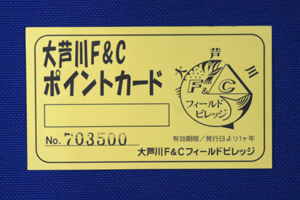 大芦川F&C
ポイントカード
大芦川
F&C
フィールド
ビレッジ
No. 703500
有効期限/発行日より1ヶ年
大芦川F&Cフィールドビレッジ